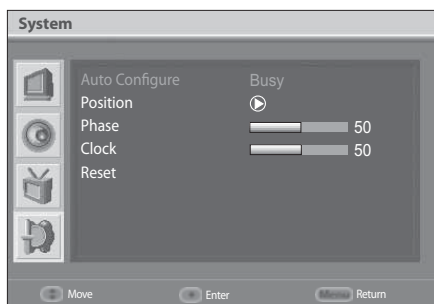 System
Auto Configure Busy
Position
Phase 50
Clock 50
Reset
Move Enter Menu Return